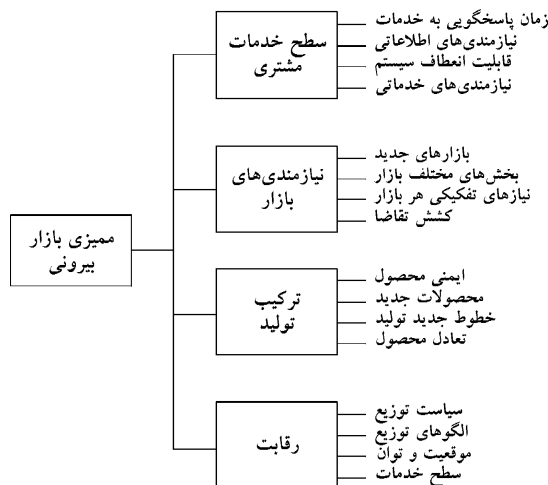 ممیزی بازار
بیرونی
سطح خدمات
مشتری
زمان پاسخگویی به خدمات
نیازمندی‌های اطلاعاتی
قابلیت انعطاف سیستم
نیازمندی‌های خدماتی
نیازمندی‌های
بازار
بازارهای جدید
بخش‌های مختلف بازار
نیازهای تفکیکی هر بازار
کشش تقاضا
ترکیب
تولید
ایمنی محصول
محصولات جدید
خطوط جدید تولید
تعادل محصول
رقابت
سیاست توزیع
الگوهای توزیع
موقعیت و توان
سطح خدمات